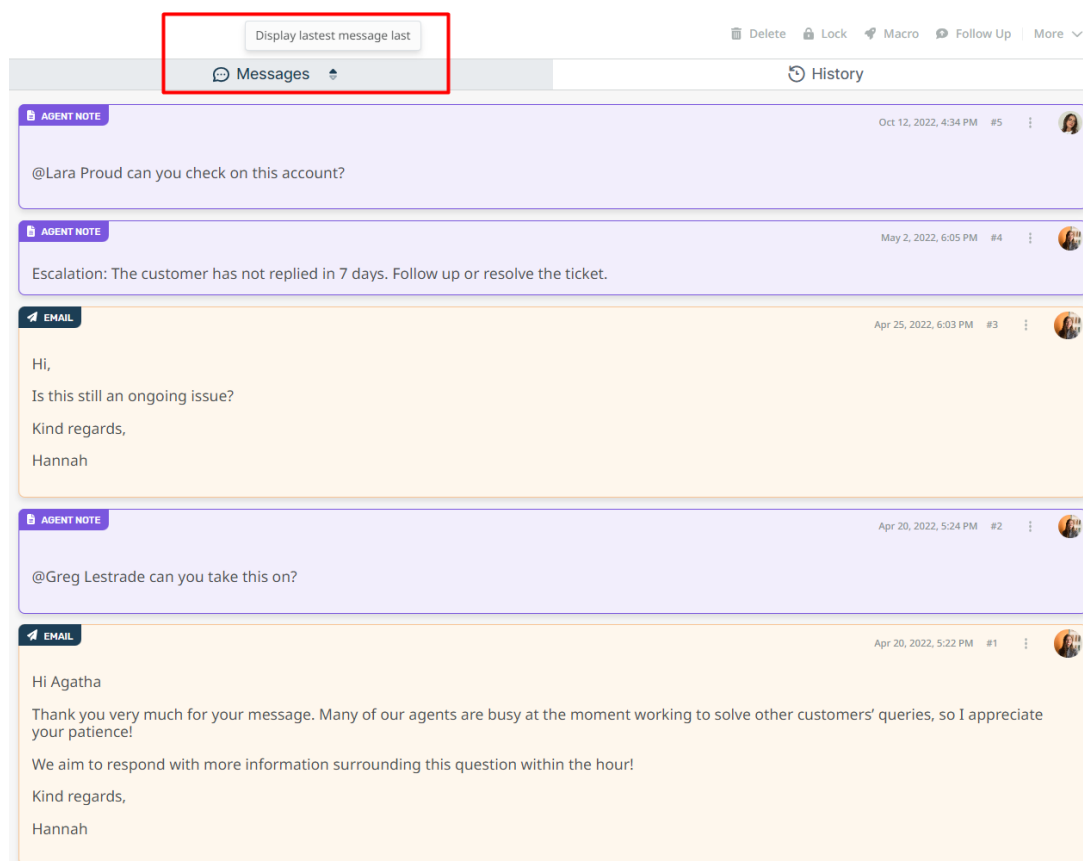 Display lastest message last
Delete Lock Macro Follow Up More
Messages History
AGENT NOTE
Oct 12, 2022, 4:34 PM #5
@Lara Proud can you check on this account?
AGENT NOTE
May 2, 2022, 6:05 PM #4
Escalation: The customer has not replied in 7 days. Follow up or resolve the ticket.
EMAIL
Apr 25, 2022, 6:03 PM #3
Hi,
Is this still an ongoing issue?
Kind regards,
Hannah
AGENT NOTE
Apr 20, 2022, 5:24 PM #2
@Greg Lestrade can you take this on?
EMAIL
Apr 20, 2022, 5:22 PM #1
Hi Agatha
Thank you very much for your message. Many of our agents are busy at the moment working to solve other customers’ queries, so I appreciate
your patience!
We aim to respond with more information surrounding this question within the hour!
Kind regards,
Hannah